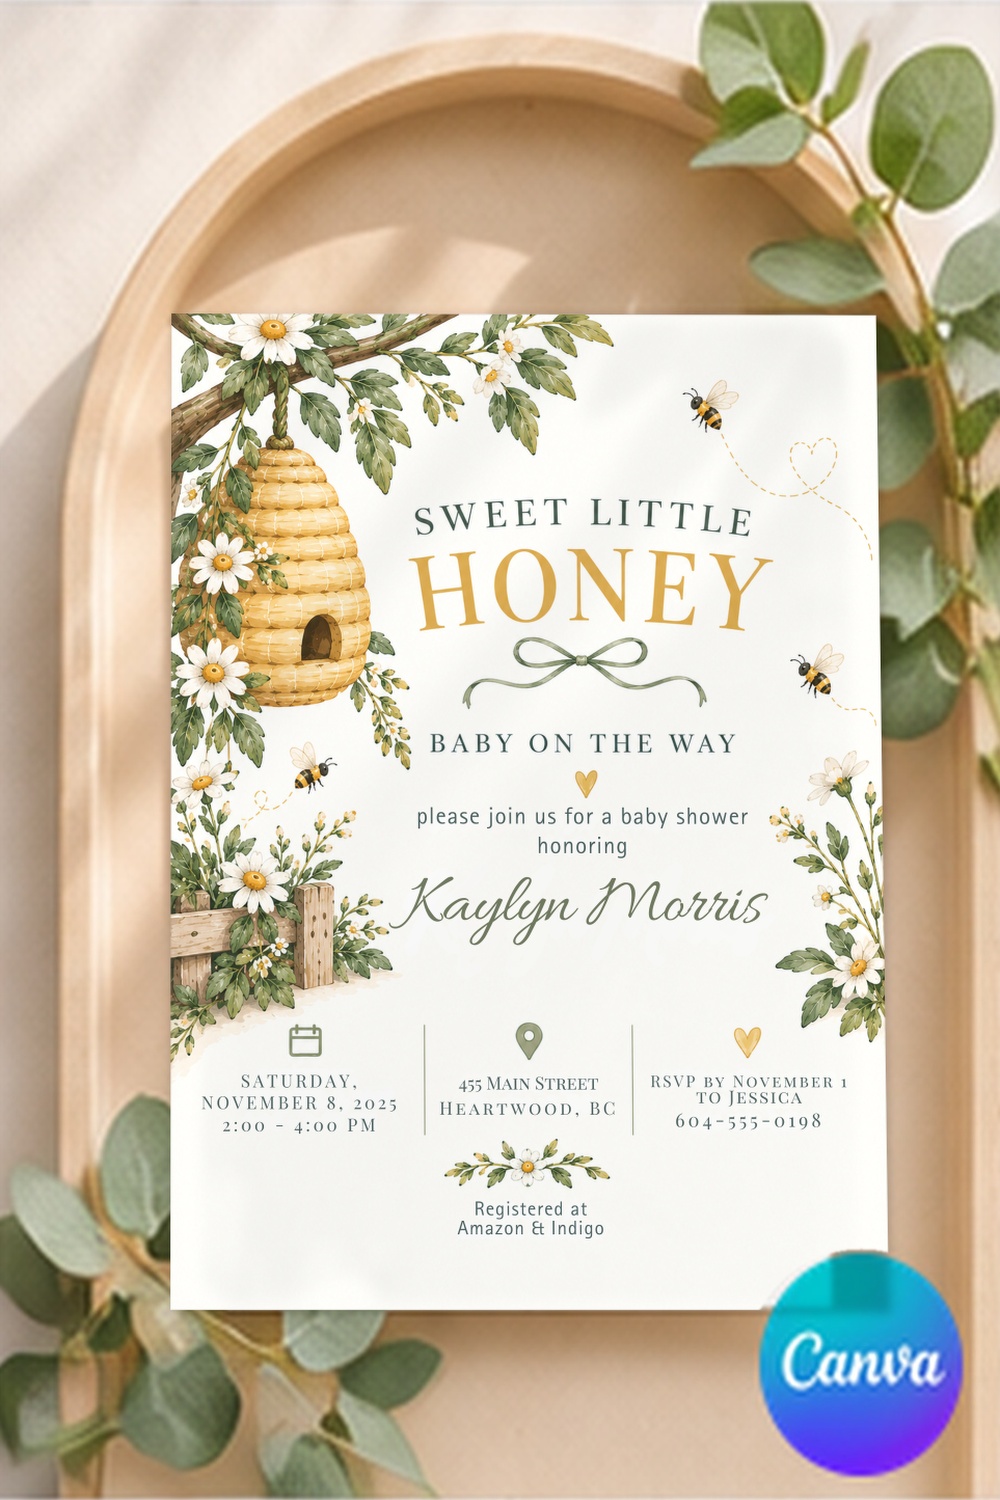 SWEET LITTLE
HONEY
BABY ON THE WAY
please join us for a baby shower
honoring
Kaylyn Morris
SATURDAY,
NOVEMBER 8, 2025
2:00 - 4:00 PM
455 Main Street
Heartwood, BC
RSVP by November 1
to Jessica
604-555-0198
Registered at
Amazon & Indigo
Canva